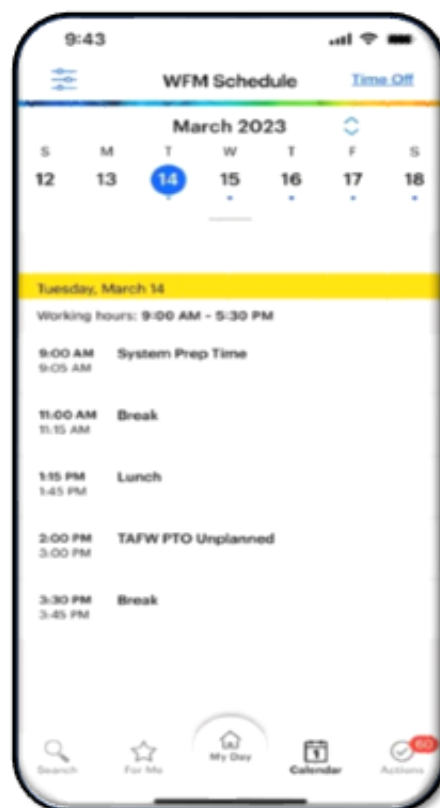 9:43
WFM Schedule Time Off
March 2023
S M T W T F S
12 13 14 15 16 17 18
Tuesday, March 14
Working hours: 9:00 AM - 5:30 PM
9:00 AM System Prep Time
9:05 AM
11:00 AM Break
11:15 AM
1:15 PM Lunch
1:45 PM
2:00 PM TAFW PTO Unplanned
3:00 PM
3:30 PM Break
3:45 PM
1
60
Search For Me My Day Calendar Actions